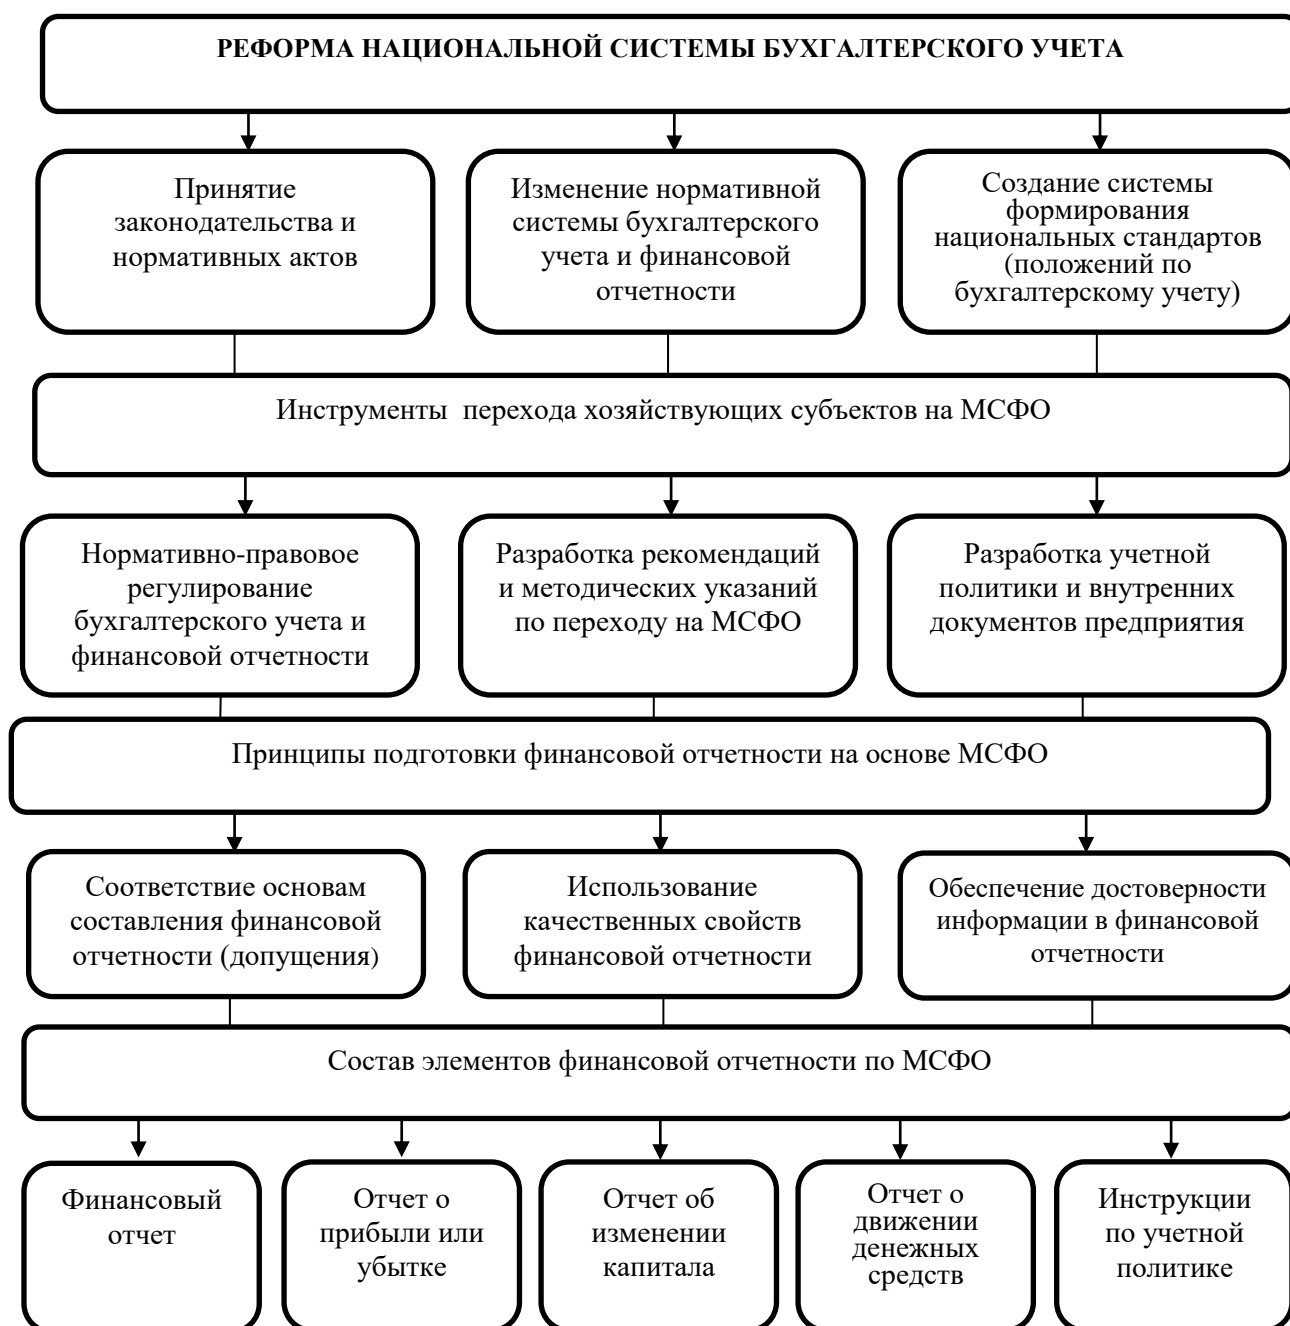 РЕФОРМА НАЦИОНАЛЬНОЙ СИСТЕМЫ БУХГАЛТЕРСКОГО УЧЕТА
Принятие
законодательства и
нормативных актов
Изменение нормативной
системы бухгалтерского
учета и финансовой
отчетности
Создание системы
формирования
национальных стандартов
(положений по
бухгалтерскому учету)
Инструменты перехода хозяйствующих субъектов на МСФО
Нормативно-правовое
регулирование
бухгалтерского учета и
финансовой отчетности
Разработка рекомендаций
и методических указаний
по переходу на МСФО
Разработка учетной
политики и внутренних
документов предприятия
Принципы подготовки финансовой отчетности на основе МСФО
Соответствие основам
составления финансовой
отчетности (допущения)
Использование
качественных свойств
финансовой отчетности
Обеспечение достоверности
информации в финансовой
отчетности
Состав элементов финансовой отчетности по МСФО
Финансовый
отчет
Отчет о
прибыли или
убытке
Отчет об
изменении
капитала
Отчет о
движении
денежных
средств
Инструкции
по учетной
политике